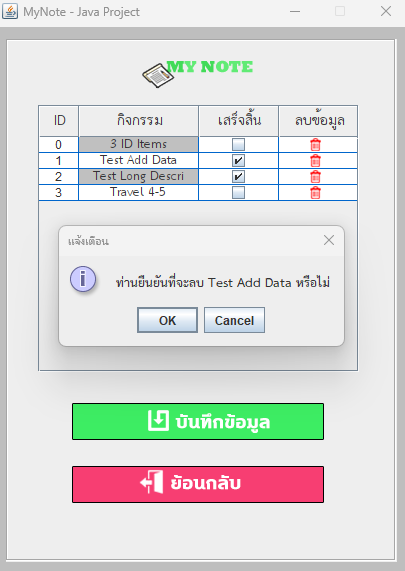 MyNote - Java Project
MY NOTE
ID กิจกรรม เสร็จสิ้น ลบข้อมูล
0 3 ID Items
1 Test Add Data
2 Test Long Descri
3 Travel 4-5
แจ้งเตือน
ท่านยืนยันที่จะลบ Test Add Data หรือไม่
OK Cancel
บันทึกข้อมูล
ย้อนกลับ